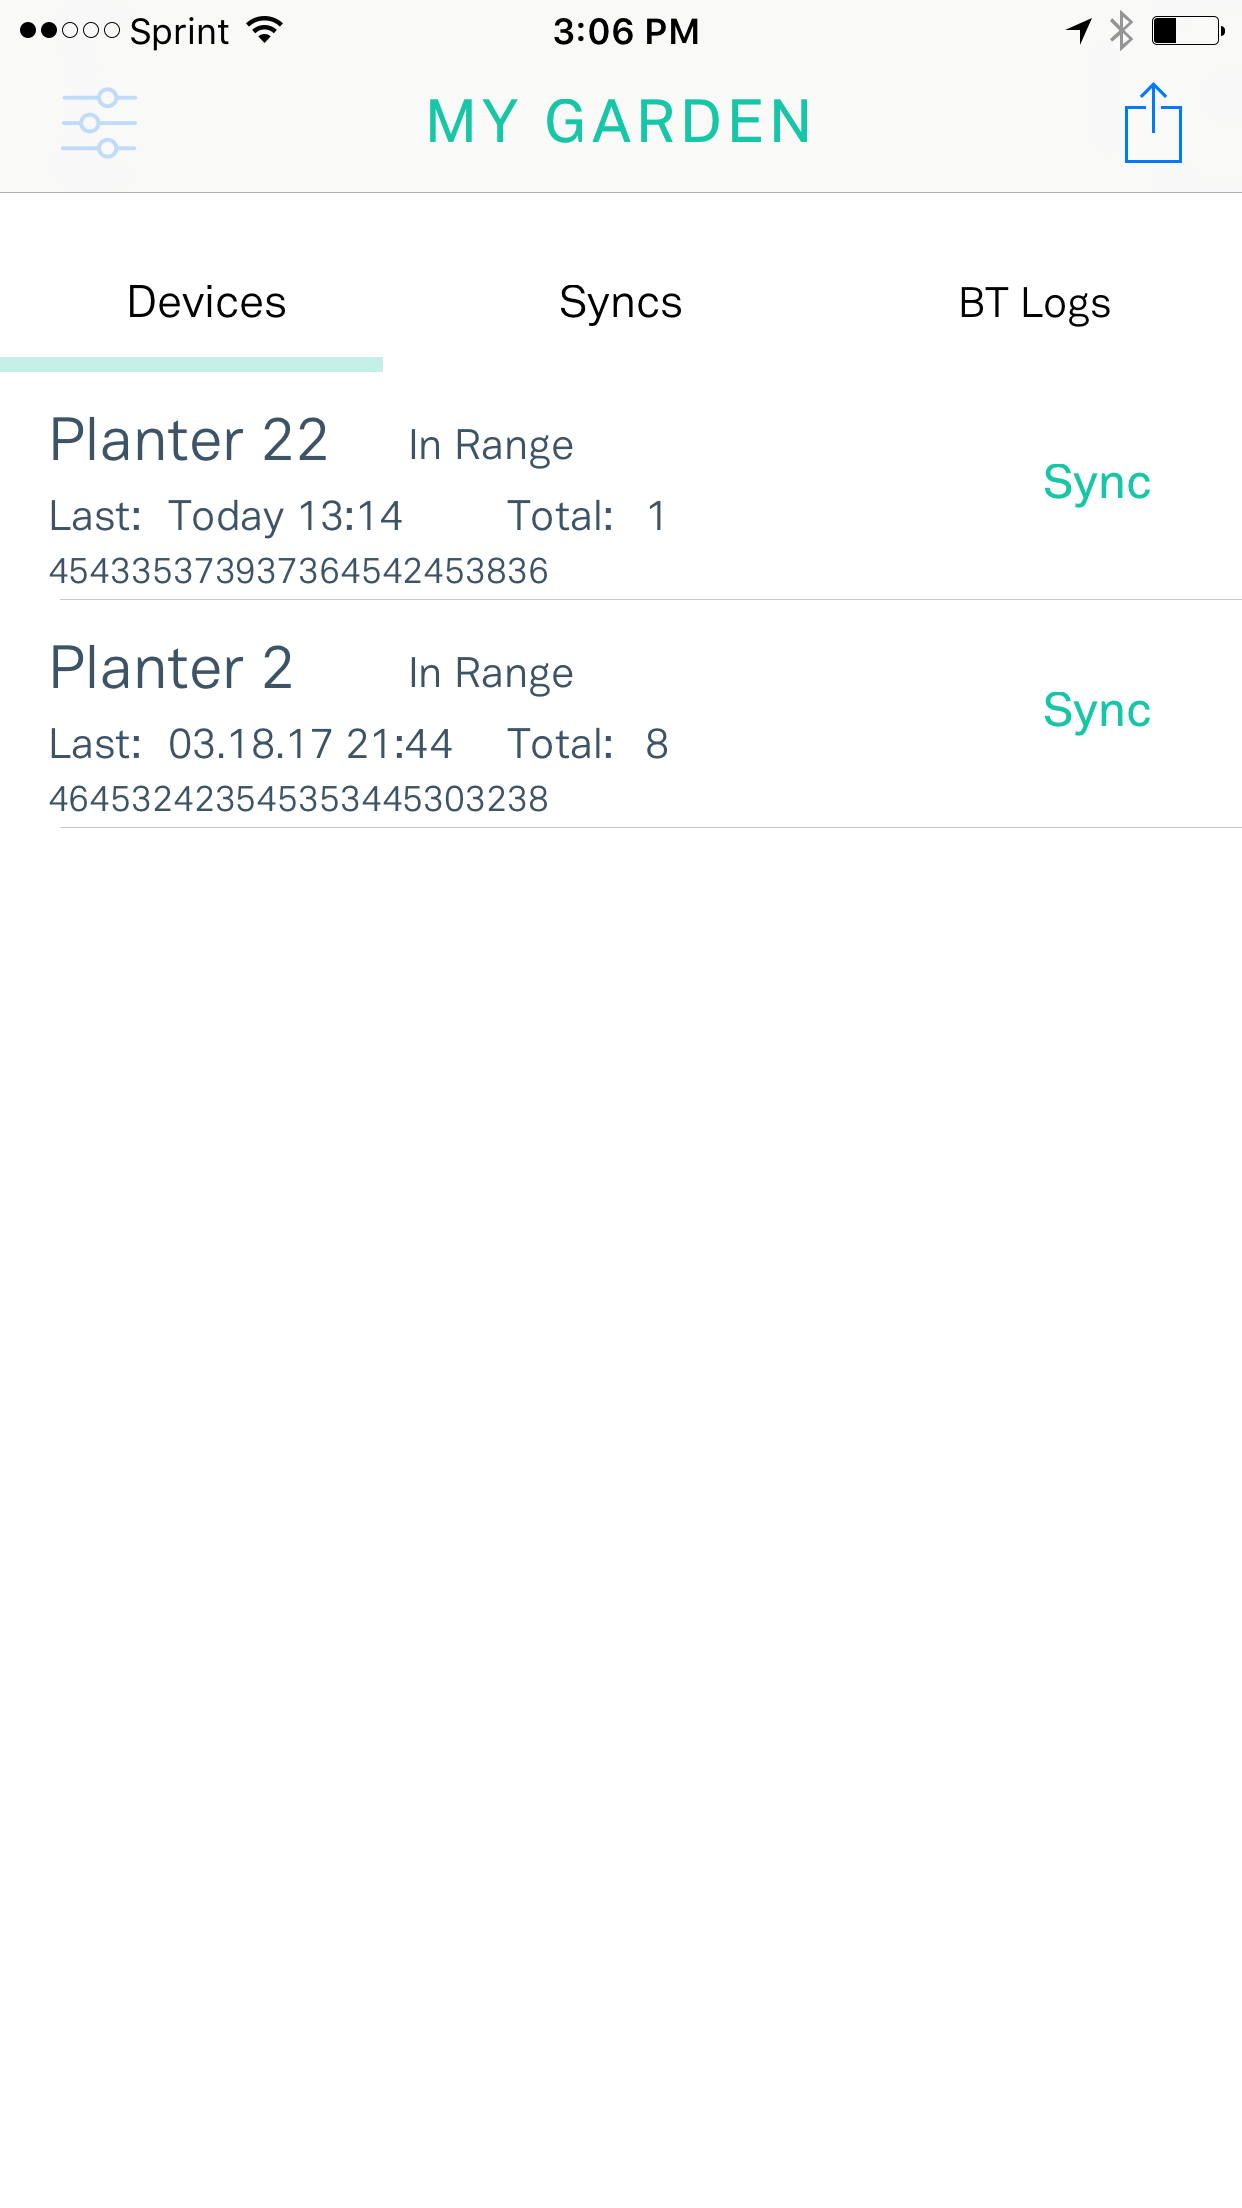 Sprint 3:06 PM
MY GARDEN
Devices Syncs BT Logs
Planter 22 In Range
Sync
Last: Today 13:14 Total: 1
454335373937364542453836
Planter 2 In Range
Sync
Last: 03.18.17 21:44 Total: 8
464532423545353445303238